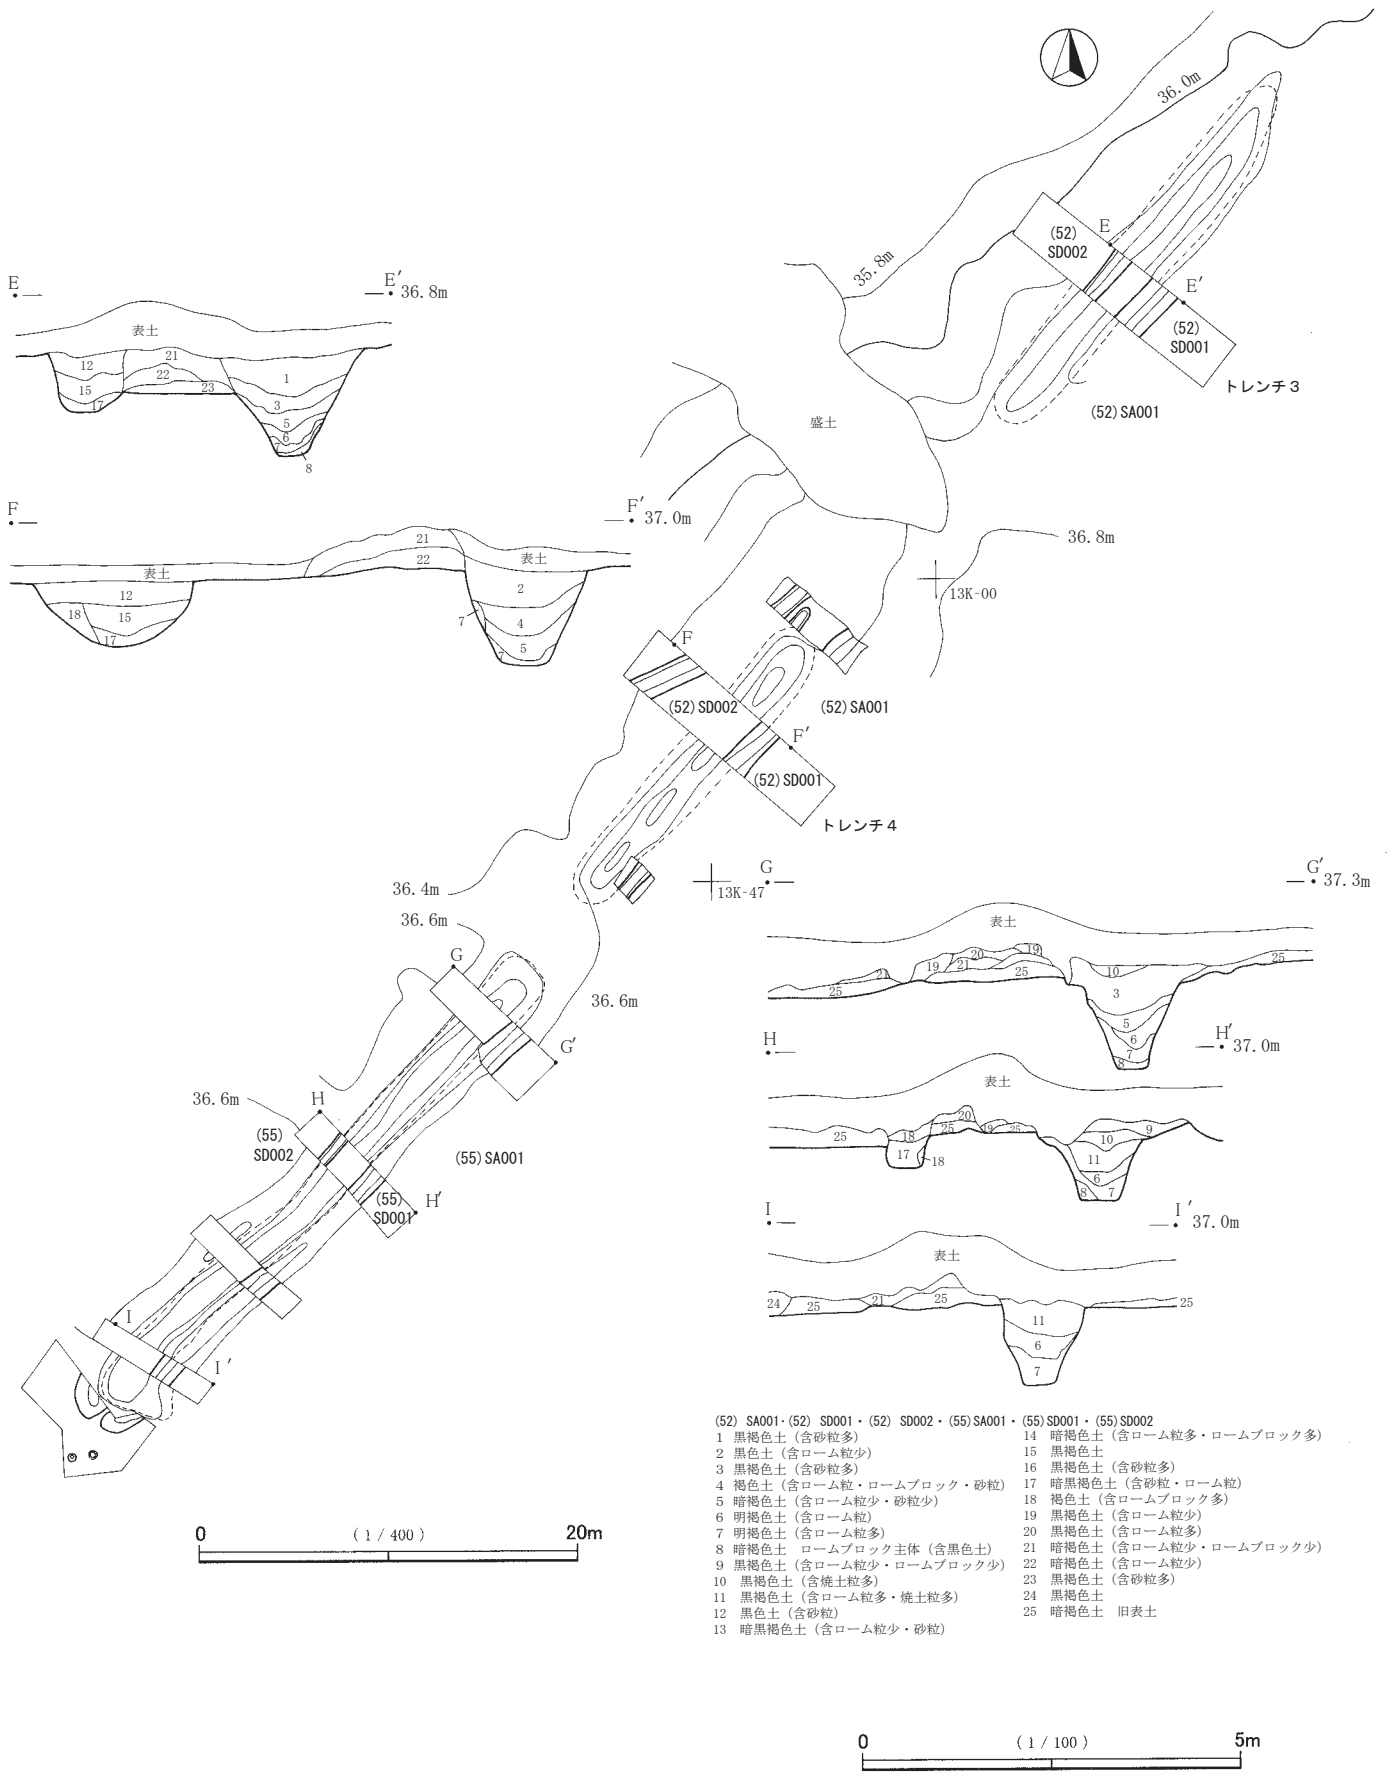 36.0m
(52)
SD002
E
35.8m
E′
(52)
SD001
トレンチ3
(52)SA001
盛土
E
E′
36.8m
表土
12
21
22
23
1
15
17
3
5
6
7
8
F
F′
37.0m
21
22
表土
表土
12
18
15
17
2
7
4
5
7
36.8m
13K-00
F
(52)SD002
(52)SA001
F′
(52)SD001
トレンチ4
36.4m
13K-47
36.6m
G
36.6m
G′
36.6m
H
(55)
SD002
(55)SA001
(55)
SD001
H′
I
I′
G
G′
37.3m
表土
21
25
19
20
21
19
25
10
25
3
5
6
7
8
H
H′
37.0m
表土
25
18
20
25
19
25
17
18
9
10
11
6
8
7
I
I′
37.0m
表土
24
25
21
25
25
11
6
7
(52) SA001・(52) SD001・(52) SD002・(55)SA001・(55)SD001・(55)SD002
1 黒褐色土（含砂粒多）
2 黒色土（含ローム粒少）
3 黒褐色土（含砂粒多）
4 褐色土（含ローム粒・ロームブロック・砂粒）
5 暗褐色土（含ローム粒少・砂粒少）
6 明褐色土（含ローム粒）
7 明褐色土（含ローム粒多）
8 暗褐色土　ロームブロック主体（含黒色土）
9 黒褐色土（含ローム粒少・ロームブロック少）
10 黒褐色土（含焼土粒多）
11 黒褐色土（含ローム粒多・焼土粒多）
12 黒色土（含砂粒）
13 暗黒褐色土（含ローム粒少・砂粒）
14 暗褐色土（含ローム粒多・ロームブロック多）
15 黒褐色土
16 黒褐色土（含砂粒多）
17 暗黒褐色土（含砂粒・ローム粒）
18 褐色土（含ロームブロック多）
19 黒褐色土（含ローム粒少）
20 黒褐色土（含ローム粒多）
21 暗褐色土（含ローム粒少・ロームブロック少）
22 暗褐色土（含ローム粒少）
23 黒褐色土（含砂粒多）
24 黒褐色土
25 暗褐色土　旧表土
0 （1/400） 20m
0 （1/100） 5m